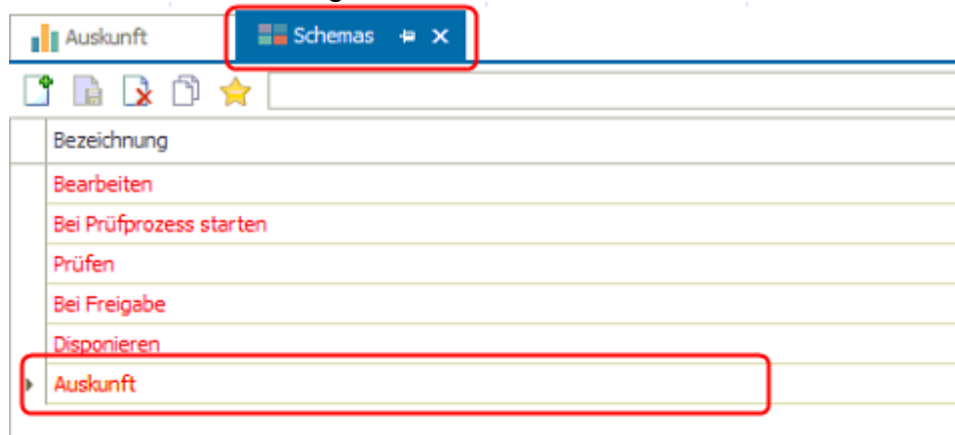 Auskunft Schemas
Bezeichnung
Bearbeiten
Bei Prüfprozess starten
Prüfen
Bei Freigabe
Disponieren
Auskunft